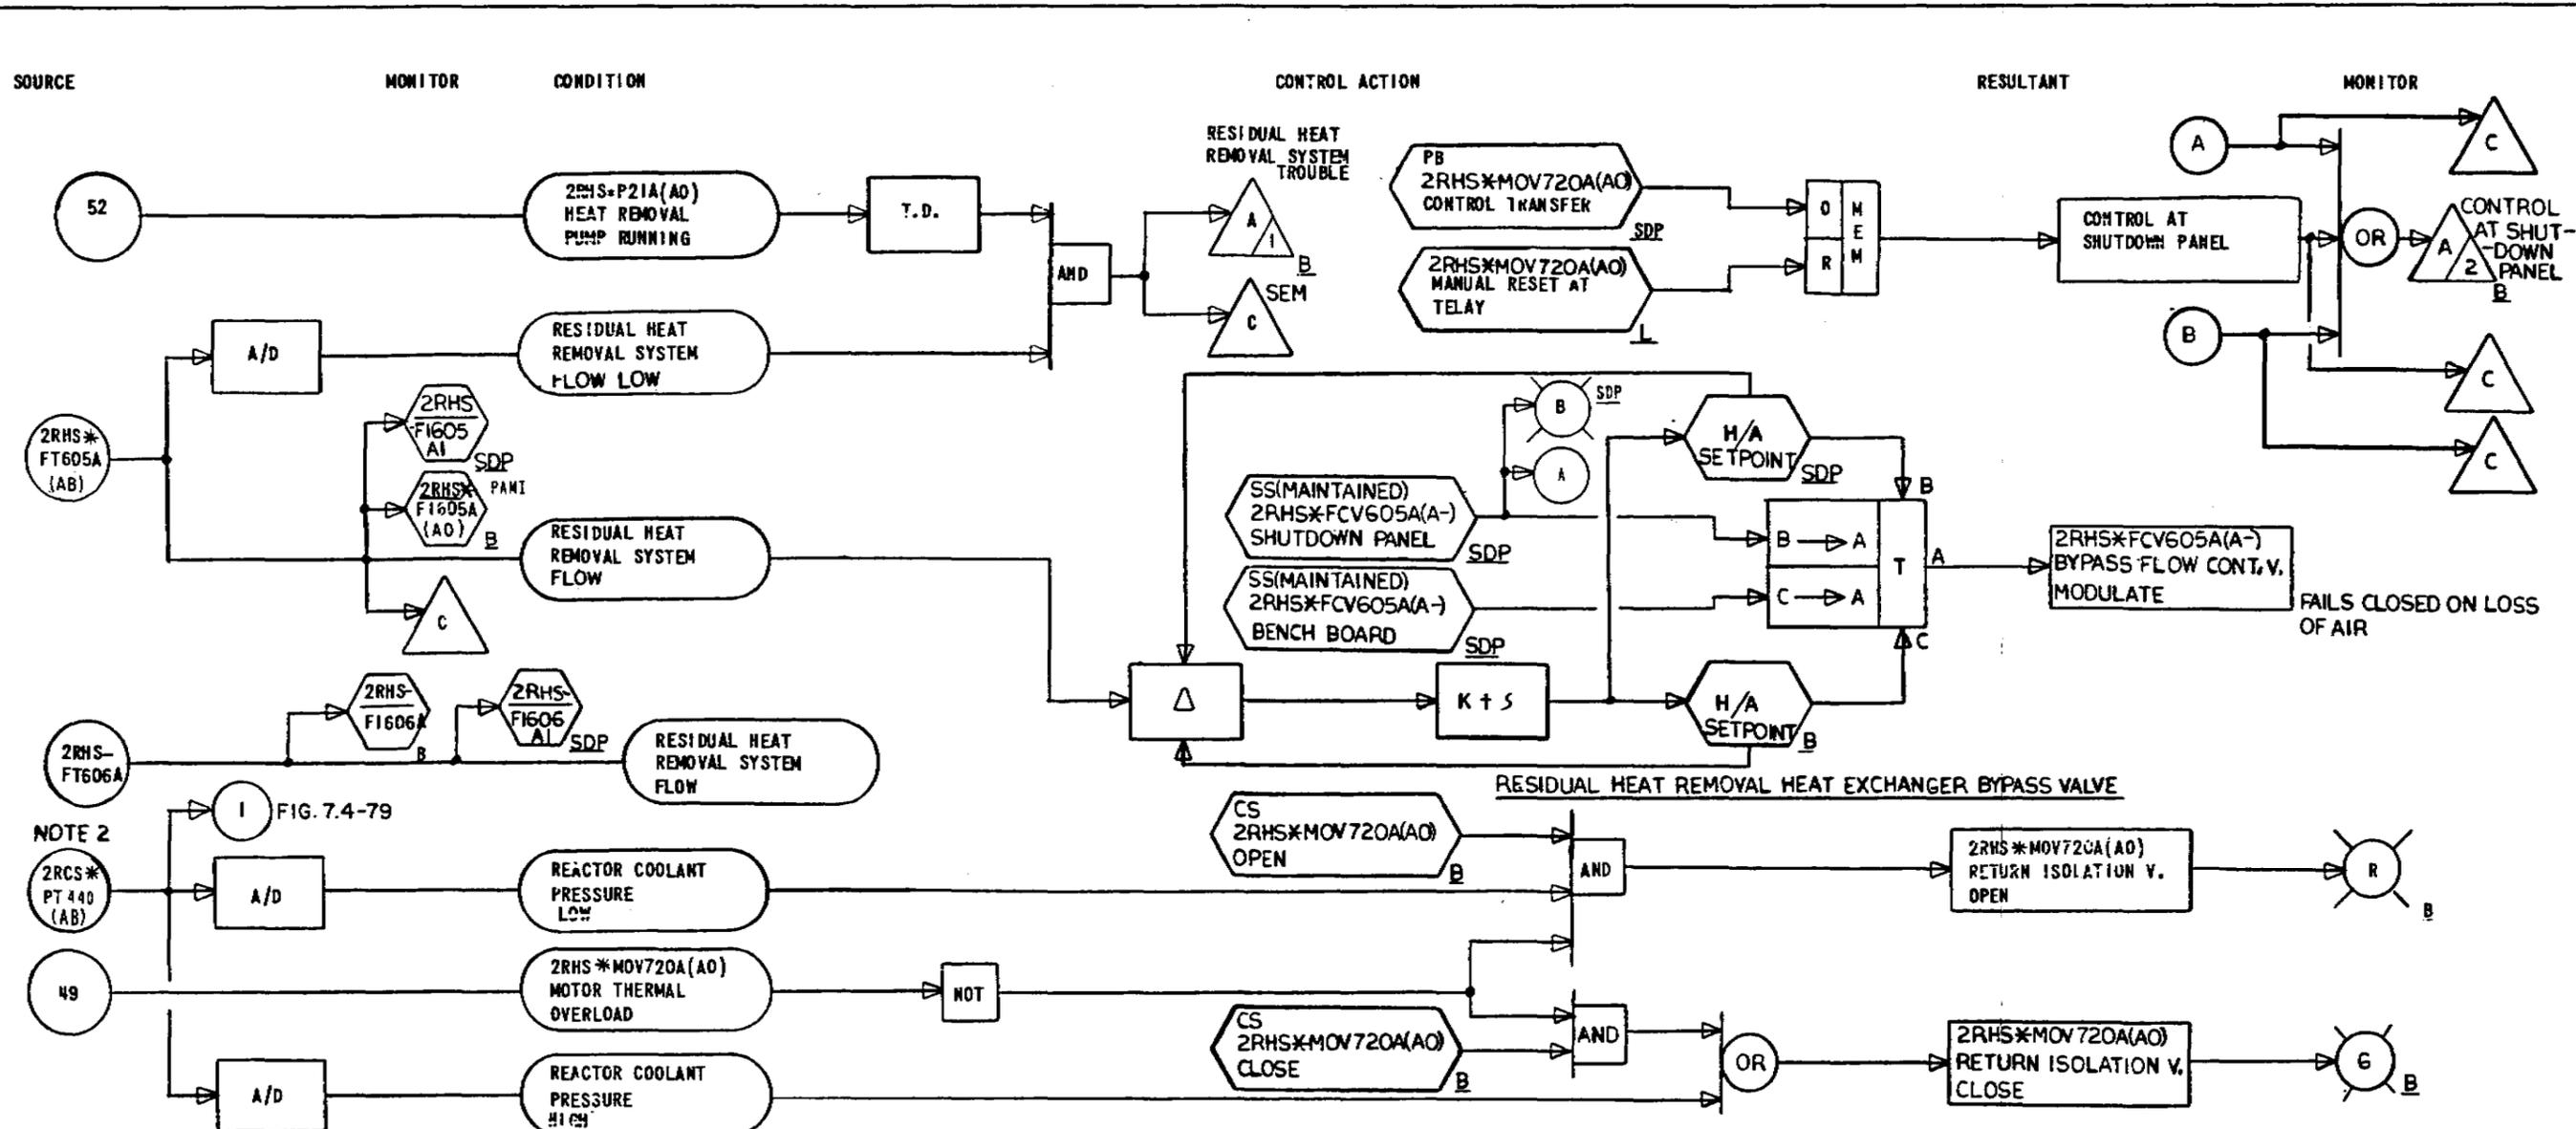 SOURCE
MONITOR
CONDITION
CONTROL ACTION
RESULTANT
MONITOR
52
2RHS*P21A(AO)
HEAT REMOVAL
PUMP RUNNING
T.D.
AND
RESIDUAL HEAT
REMOVAL SYSTEM
TROUBLE
A
1
B
SEM
C
PB
2RHS*MOV720A(AO)
CONTROL TRANSFER
SDP
2RHS*MOV720A(AO)
MANUAL RESET AT
TELAY
L
O
R
MEM
CONTROL AT
SHUTDOWN PANEL
A
C
OR
A
2
CONTROL
AT SHUT-
-DOWN
PANEL
B
B
C
C
2RHS*
FT605A
(AB)
A/D
RESIDUAL HEAT
REMOVAL SYSTEM
FLOW LOW
2RHS
FI605
A1
SDP
2RHS*
FI605A
(AO)
PAMI
B
RESIDUAL HEAT
REMOVAL SYSTEM
FLOW
C
B
SDP
A
SS(MAINTAINED)
2RHS*FCV605A(A-)
SHUTDOWN PANEL
SDP
SS(MAINTAINED)
2RHS*FCV605A(A-)
BENCH BOARD
SDP
H/A
SETPOINT
SDP
B
B → A
C → A
T
A
C
2RHS*FCV605A(A-)
BYPASS FLOW CONT. V.
MODULATE
FAILS CLOSED ON LOSS
OF AIR
Δ
K + S
H/A
SETPOINT
B
2RHS-
FT606A
2RHS-
FI606A
B
2RHS-
FI606
A1
SDP
RESIDUAL HEAT
REMOVAL SYSTEM
FLOW
RESIDUAL HEAT REMOVAL HEAT EXCHANGER BYPASS VALVE
1
FIG. 7.4-79
NOTE 2
2RCS*
PT 440
(AB)
A/D
REACTOR COOLANT
PRESSURE
LOW
CS
2RHS*MOV720A(AO)
OPEN
B
AND
2RHS*MOV720A(AO)
RETURN ISOLATION V.
OPEN
R
B
49
2RHS*MOV720A(AO)
MOTOR THERMAL
OVERLOAD
NOT
CS
2RHS*MOV720A(AO)
CLOSE
B
AND
OR
2RHS*MOV720A(AO)
RETURN ISOLATION V.
CLOSE
G
B
A/D
REACTOR COOLANT
PRESSURE
HIGH